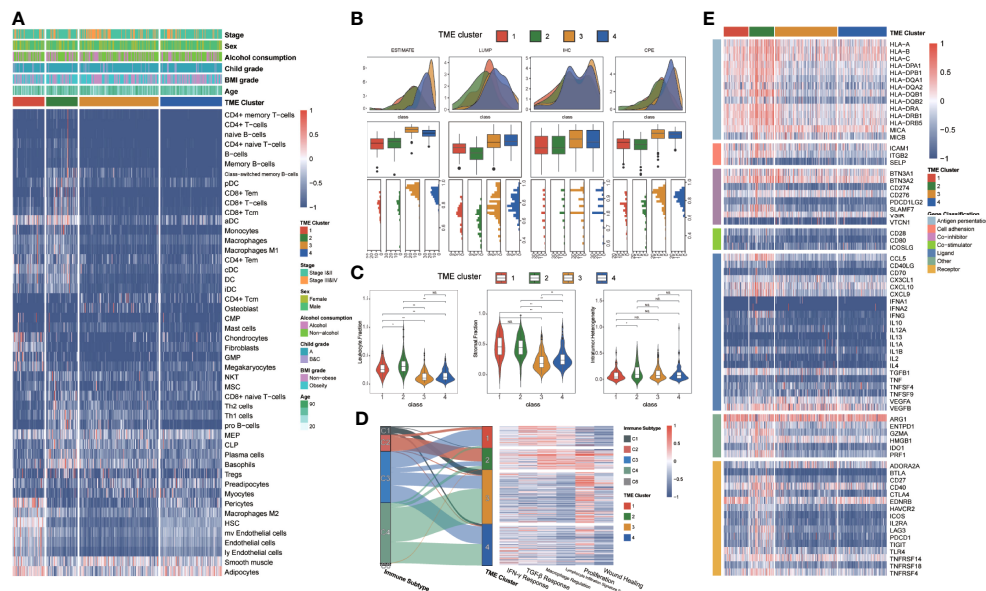 A
Stage
Sex
Alcohol consumption
Child grade
BMI grade
Age
TME Cluster
CD4+ memory T-cells
CD4+ T-cells
naive B-cells
CD4+ naive T-cells
B-cells
Memory B-cells
Class-switched memory B-cells
pDC
CD8+ Tem
CD8+ T-cells
CD8+ Tcm
aDC
Monocytes
Macrophages
Macrophages M1
CD4+ Tem
cDC
DC
iDC
CD4+ Tcm
Osteoblast
CMP
Mast cells
Chondrocytes
Fibroblasts
GMP
Megakaryocytes
NKT
MSC
CD8+ naive T-cells
Th2 cells
Th1 cells
pro B-cells
MEP
CLP
Plasma cells
Basophils
Tregs
Preadipocytes
Myocytes
Pericytes
Macrophages M2
HSC
mv Endothelial cells
Endothelial cells
ly Endothelial cells
Smooth muscle
Adipocytes
1
0.5
0
−0.5
−1
TME Cluster
1
2
3
4
Stage
Stage I&II
Stage III&IV
Sex
Female
Male
Alcohol consumption
Alcohol
Non-alcohol
Child grade
A
B&C
BMI grade
Non-obese
Obesity
Age
90
20
B
TME cluster 1 2 3 4
ESTIMATE LUMP IHC CPE
class class class class
C
TME cluster 1 2 3 4
Leukocyte Fraction
Stromal Fraction
Intratumor Heterogeneity
1 2 3 4
1 2 3 4
1 2 3 4
class class class
D
C1
C3
1
2
3
4
Immune Subtype
TME Cluster
IFN-γ Response
TGF-β Response
Macrophage Regulation
Proliferation
Wound Healing
Immune Subtype
C1
C2
C3
C4
C6
TME Cluster
1
2
3
4
1
0.5
0
−0.5
−1
E
TME Cluster
HLA-A
HLA-B
HLA-C
HLA-DPA1
HLA-DPB1
HLA-DQA1
HLA-DQA2
HLA-DQB1
HLA-DQB2
HLA-DRA
HLA-DRB1
HLA-DRB5
MICA
MICB
ICAM1
ITGB2
SELP
BTN3A1
BTN3A2
CD274
CD276
PDCD1LG2
SLAMF7
VTCN1
CD28
CD80
ICOSLG
CCL5
CD40LG
CD70
CX3CL1
CXCL10
CXCL9
IFNA1
IFNA2
IFNG
IL10
IL12A
IL13
IL1A
IL1B
IL2
IL4
TGFB1
TNF
TNFSF4
TNFSF9
VEGFA
VEGFB
ARG1
ENTPD1
GZMA
HMGB1
IDO1
PRF1
ADORA2A
BTLA
CD27
CD40
CTLA4
EDNRB
HAVCR2
ICOS
IL2RA
LAG3
PDCD1
TIGIT
TLR4
TNFRSF14
TNFRSF18
TNFRSF4
1
0.5
0
−0.5
−1
TME Cluster
1
2
3
4
Gene Classification
Antigen persentation
Cell adhension
Co-inhibitor
Co-stimulator
Ligand
Other
Receptor